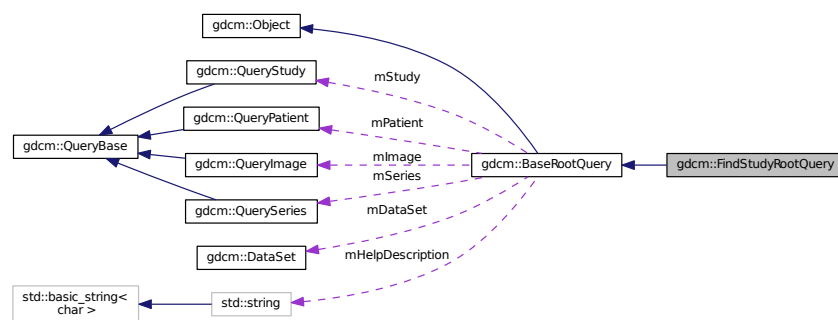 gdcm::Object
gdcm::QueryStudy
mStudy
gdcm::QueryPatient
mPatient
gdcm::QueryBase
gdcm::QueryImage
mImage
gdcm::BaseRootQuery
gdcm::FindStudyRootQuery
mSeries
gdcm::QuerySeries
mDataSet
gdcm::DataSet
mHelpDescription
std::basic_string<
char >
std::string